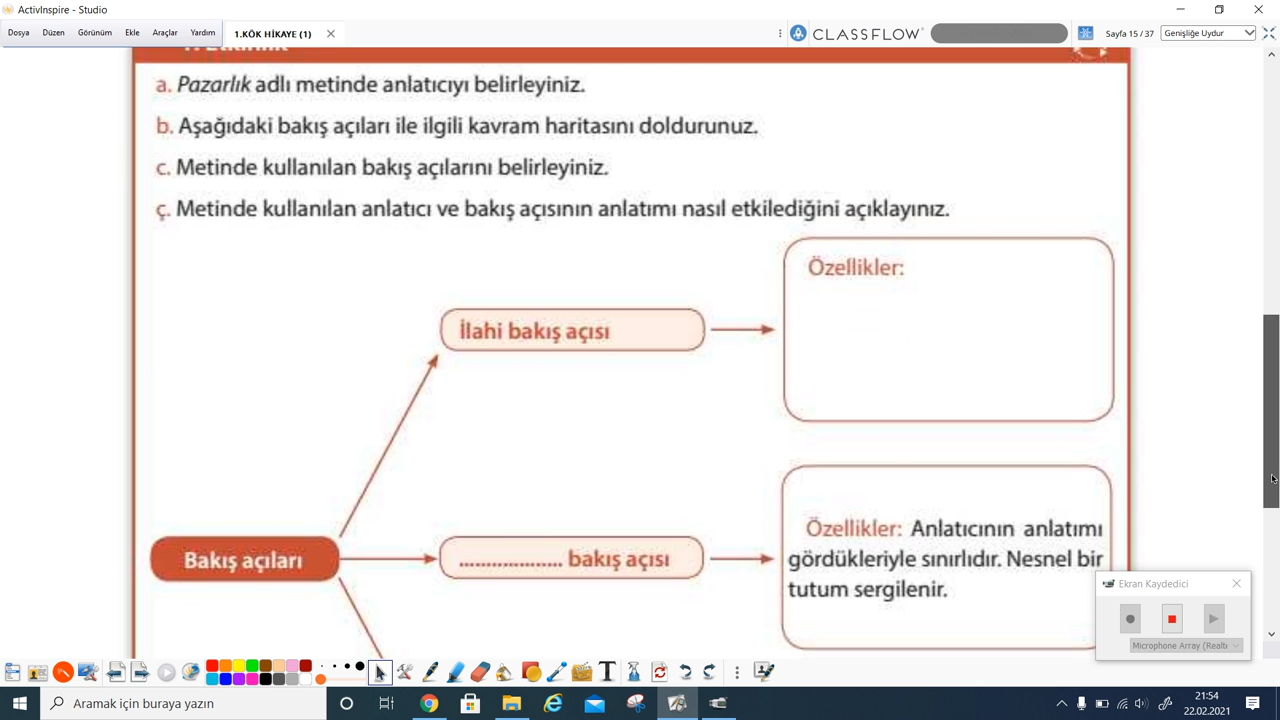 ActivInspire - Studio
Dosya Düzen Görünüm Ekle Araçlar Yardım
1.KÖK HİKAYE (1)
CLASSFLOW
Sayfa 15 / 37
Genişliğe Uydur
a. Pazarlık adlı metinde anlatıcıyı belirleyiniz.
b. Aşağıdaki bakış açıları ile ilgili kavram haritasını doldurunuz.
c. Metinde kullanılan bakış açılarını belirleyiniz.
ç. Metinde kullanılan anlatıcı ve bakış açısının anlatımı nasıl etkilediğini açıklayınız.
Özellikler:
İlahi bakış açısı
Bakış açıları
................... bakış açısı
Özellikler: Anlatıcının anlatımı
gördükleriyle sınırlıdır. Nesnel bir
tutum sergilenir.
Ekran Kaydedici
Microphone Array (Realt
Aramak için buraya yazın
21:54
22.02.2021